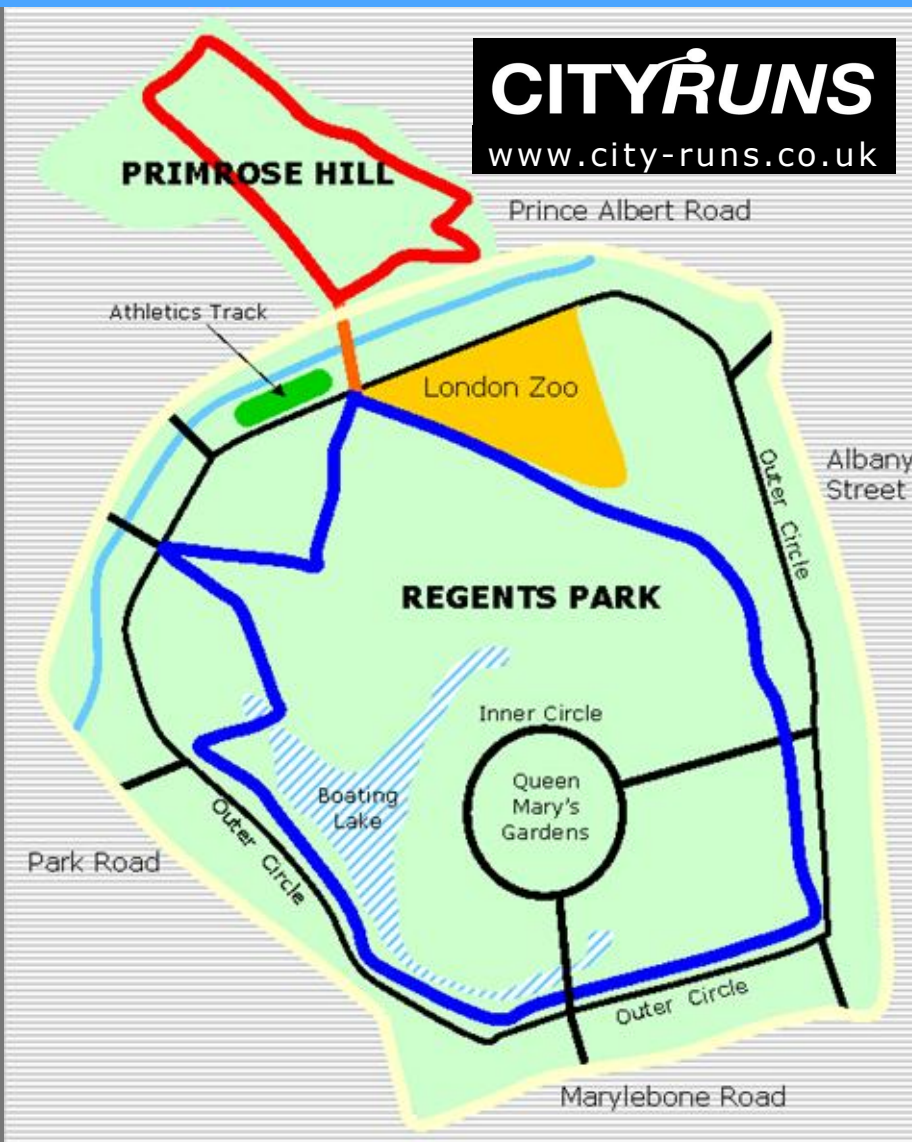 CITYRUNS
www.city-runs.co.uk
PRIMROSE HILL
Prince Albert Road
Athletics Track
London Zoo
Albany
Street
Outer Circle
REGENTS PARK
Inner Circle
Queen
Mary's
Gardens
Boating
Lake
Outer Circle
Park Road
Outer Circle
Marylebone Road